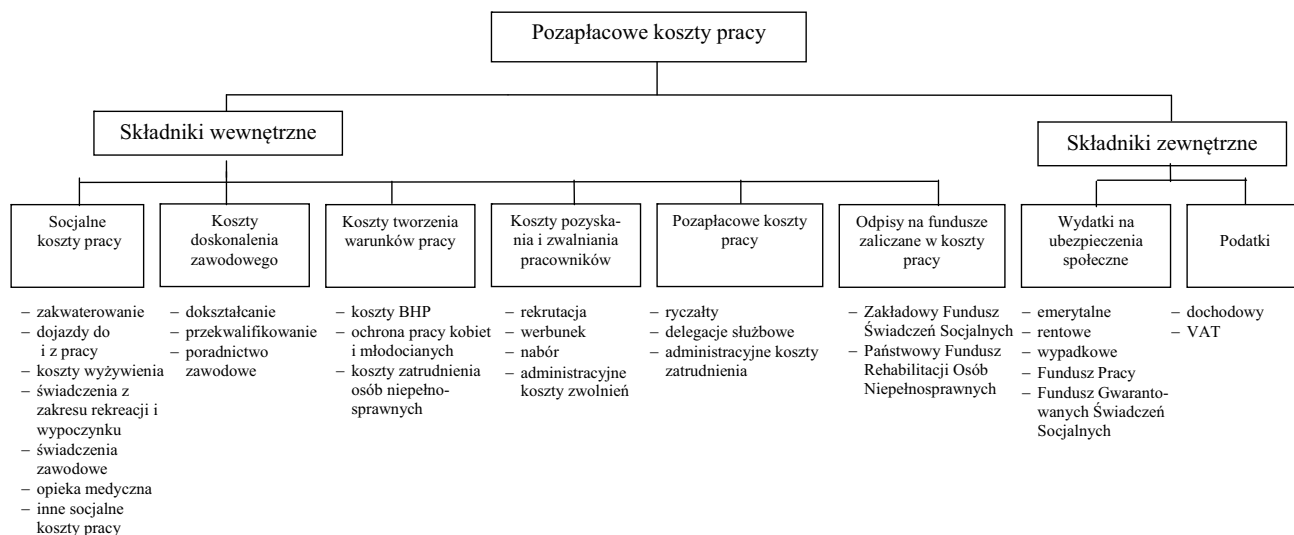 Pozapłacowe koszty pracy
Składniki wewnętrzne
Składniki zewnętrzne
Socjalne
koszty pracy
Koszty
doskonalenia
zawodowego
Koszty tworzenia
warunków pracy
Koszty pozyska-
nia i zwalniania
pracowników
Pozapłacowe koszty
pracy
Odpisy na fundusze
zaliczane w koszty
pracy
Wydatki na
ubezpieczenia
społeczne
Podatki
– zakwaterowanie
– dojazdy do
i z pracy
– koszty wyżywienia
– świadczenia z
zakresu rekreacji i
wypoczynku
– świadczenia
zawodowe
– opieka medyczna
– inne socjalne
koszty pracy
– dokształcanie
– przekwalifikowanie
– poradnictwo
zawodowe
– koszty BHP
– ochrona pracy kobiet
i młodocianych
– koszty zatrudnienia
osób niepełno-
sprawnych
– rekrutacja
– werbunek
– nabór
– administracyjne
koszty zwolnień
– ryczałty
– delegacje służbowe
– administracyjne koszty
zatrudnienia
– Zakładowy Fundusz
Świadczeń Socjalnych
– Państwowy Fundusz
Rehabilitacji Osób
Niepełnosprawnych
– emerytalne
– rentowe
– wypadkowe
– Fundusz Pracy
– Fundusz Gwaranto-
wanych Świadczeń
Socjalnych
– dochodowy
– VAT